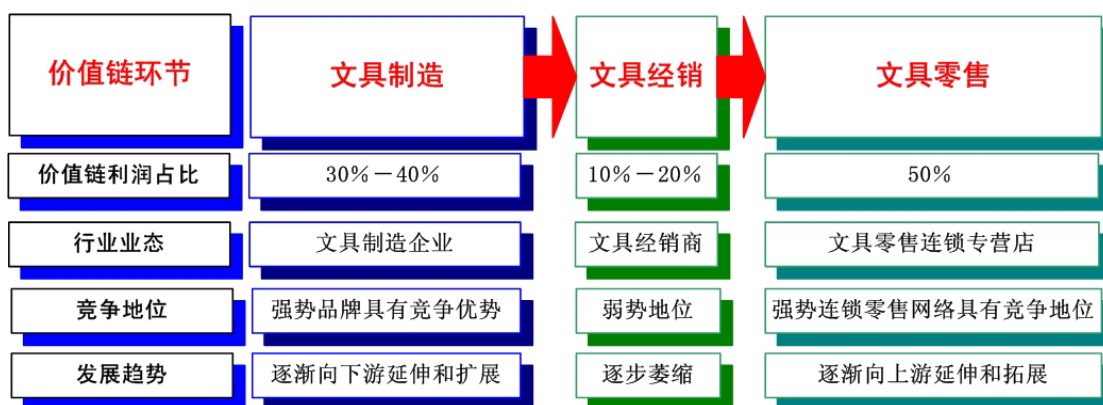 价值链环节 文具制造 文具经销 文具零售
价值链利润占比 30%－40% 10%－20% 50%
行业业态 文具制造企业 文具经销商 文具零售连锁专营店
竞争地位 强势品牌具有竞争优势 弱势地位 强势连锁零售网络具有竞争地位
发展趋势 逐渐向下游延伸和扩展 逐步萎缩 逐渐向上游延伸和拓展